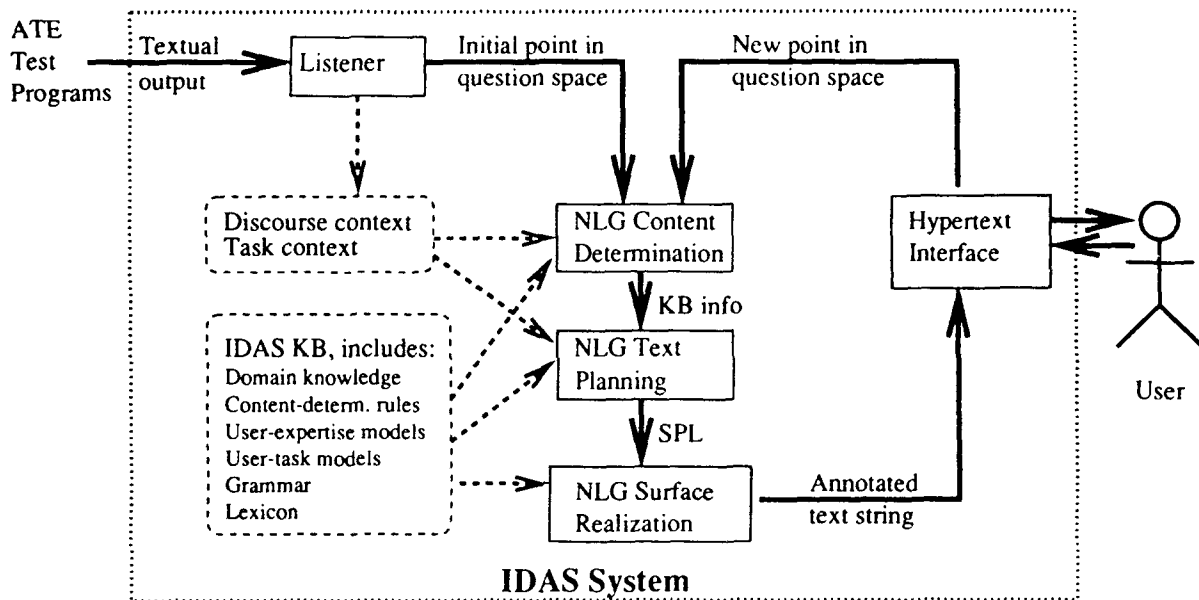 ATE
Test
Programs
Textual
output
Listener
Initial point in
question space
New point in
question space
Discourse context
Task context
NLG Content
Determination
Hypertext
Interface
KB info
IDAS KB, includes:
Domain knowledge
Content-determ. rules
User-expertise models
User-task models
Grammar
Lexicon
NLG Text
Planning
User
SPL
NLG Surface
Realization
Annotated
text string
IDAS System